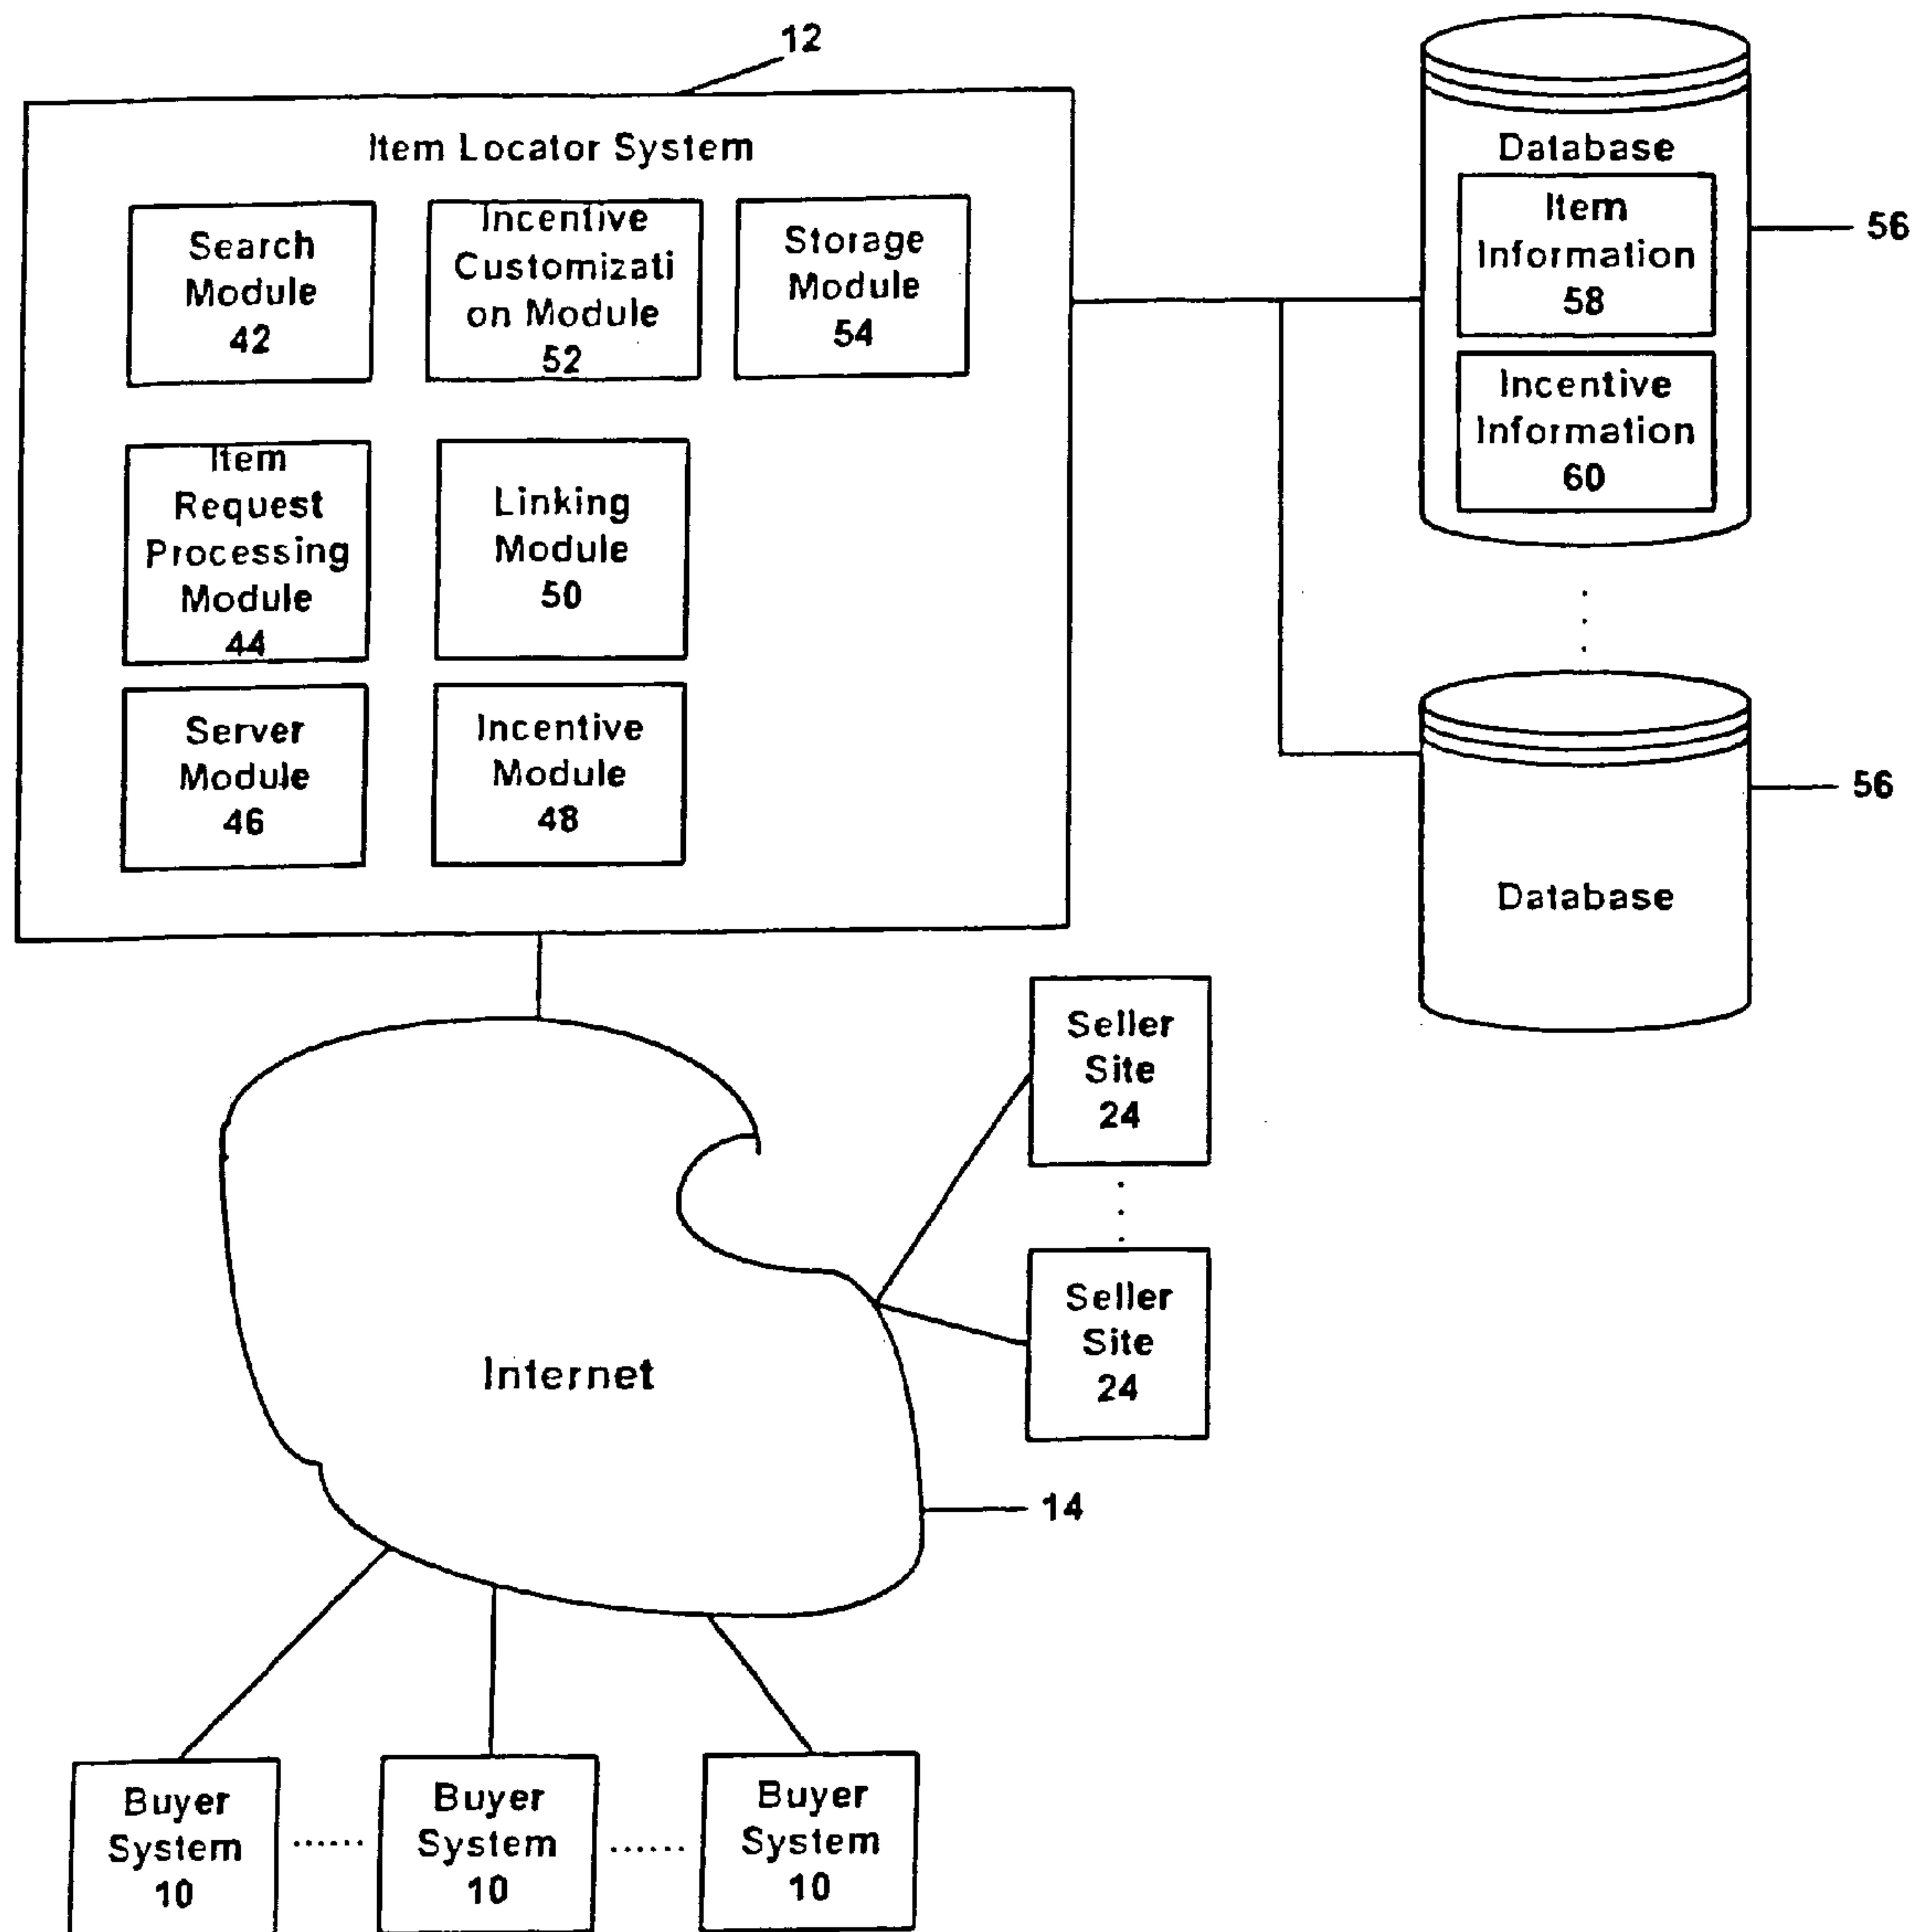 12
Item Locator System
Search
Module
42
Incentive
Customizati
on Module
52
Storage
Module
54
Item
Request
Processing
Module
44
Linking
Module
50
Server
Module
46
Incentive
Module
48
Database
Item
Information
58
Incentive
Information
60
56
Database
56
Seller
Site
24
Seller
Site
24
Internet
14
Buyer
System
10
Buyer
System
10
Buyer
System
10